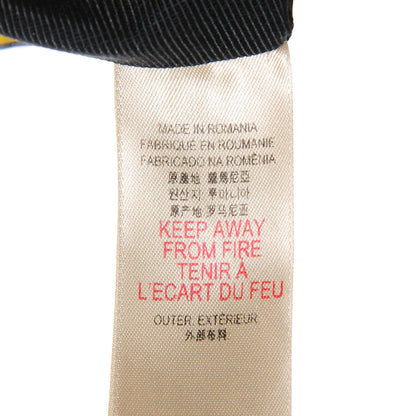 MADE IN ROMANIA
FABRIQUÉ EN ROUMANIE
FABRICADO NA ROMÉNIA
原產地 羅馬尼亞
원산지 루마니아
原产地 罗马尼亚
KEEP AWAY
FROM FIRE
TENIR À
L'ECART DU FEU
OUTER. EXTÉRIEUR.
外部布料.